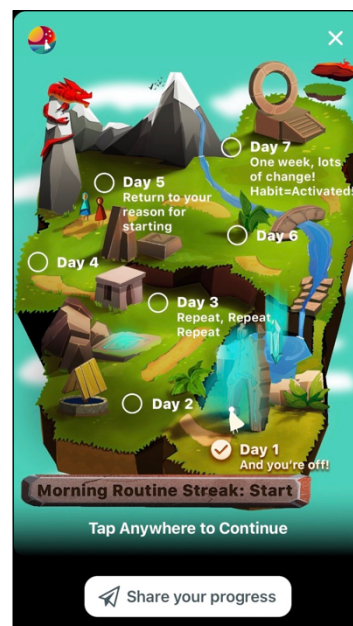 Day 7
One week, lots
of change!
Habit=Activated!
Day 5
Return to your
reason for
starting
Day 6
Day 4
Day 3
Repeat, Repeat,
Repeat
Day 2
Day 1
And you're off!
Morning Routine Streak: Start
Tap Anywhere to Continue
Share your progress